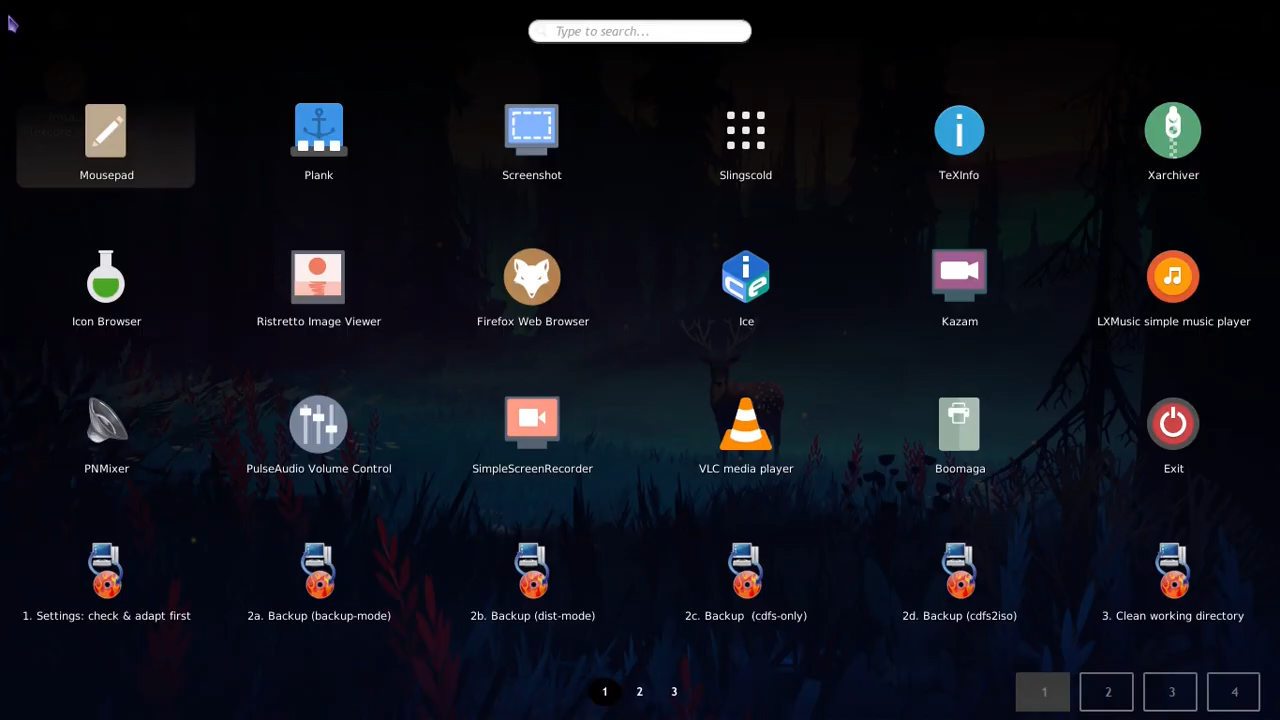 Type to search...
Mousepad
Plank
Screenshot
Slingscold
TeXInfo
Xarchiver
Icon Browser
Ristretto Image Viewer
Firefox Web Browser
Ice
Kazam
LXMusic simple music player
PNMixer
PulseAudio Volume Control
SimpleScreenRecorder
VLC media player
Boomaga
Exit
1. Settings: check & adapt first
2a. Backup (backup-mode)
2b. Backup (dist-mode)
2c. Backup  (cdfs-only)
2d. Backup (cdfs2iso)
3. Clean working directory
1 2 3
1 2 3 4